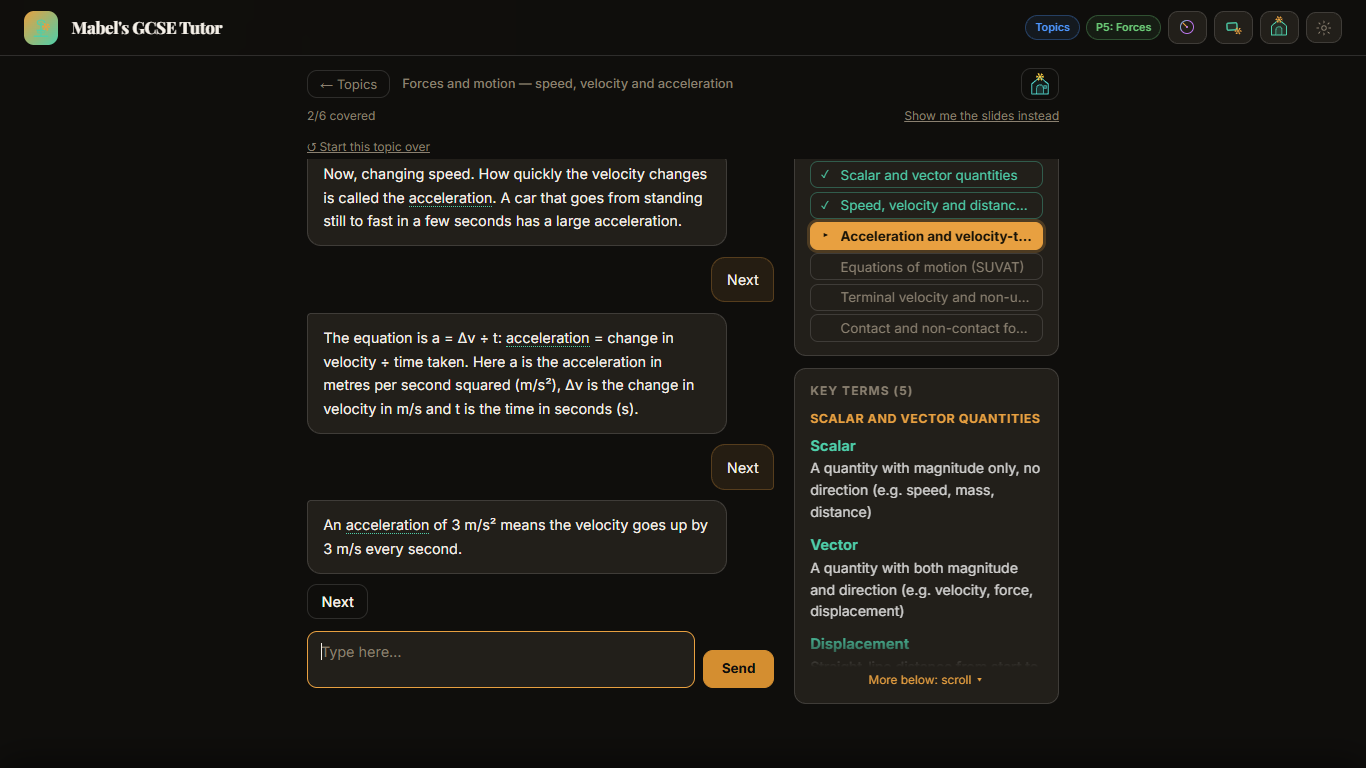 Mabel's GCSE Tutor
Topics
P5: Forces
← Topics
Forces and motion — speed, velocity and acceleration
2/6 covered
Show me the slides instead
↺ Start this topic over
Now, changing speed. How quickly the velocity changes
is called the acceleration. A car that goes from standing
still to fast in a few seconds has a large acceleration.
Next
The equation is a = Δv ÷ t: acceleration = change in
velocity ÷ time taken. Here a is the acceleration in
metres per second squared (m/s²), Δv is the change in
velocity in m/s and t is the time in seconds (s).
Next
An acceleration of 3 m/s² means the velocity goes up by
3 m/s every second.
Next
Type here...
Send
✓ Scalar and vector quantities
✓ Speed, velocity and distanc...
‣ Acceleration and velocity-t...
Equations of motion (SUVAT)
Terminal velocity and non-u...
Contact and non-contact fo...
KEY TERMS (5)
SCALAR AND VECTOR QUANTITIES
Scalar
A quantity with magnitude only, no
direction (e.g. speed, mass,
distance)
Vector
A quantity with both magnitude
and direction (e.g. velocity, force,
displacement)
Displacement
More below: scroll ▾